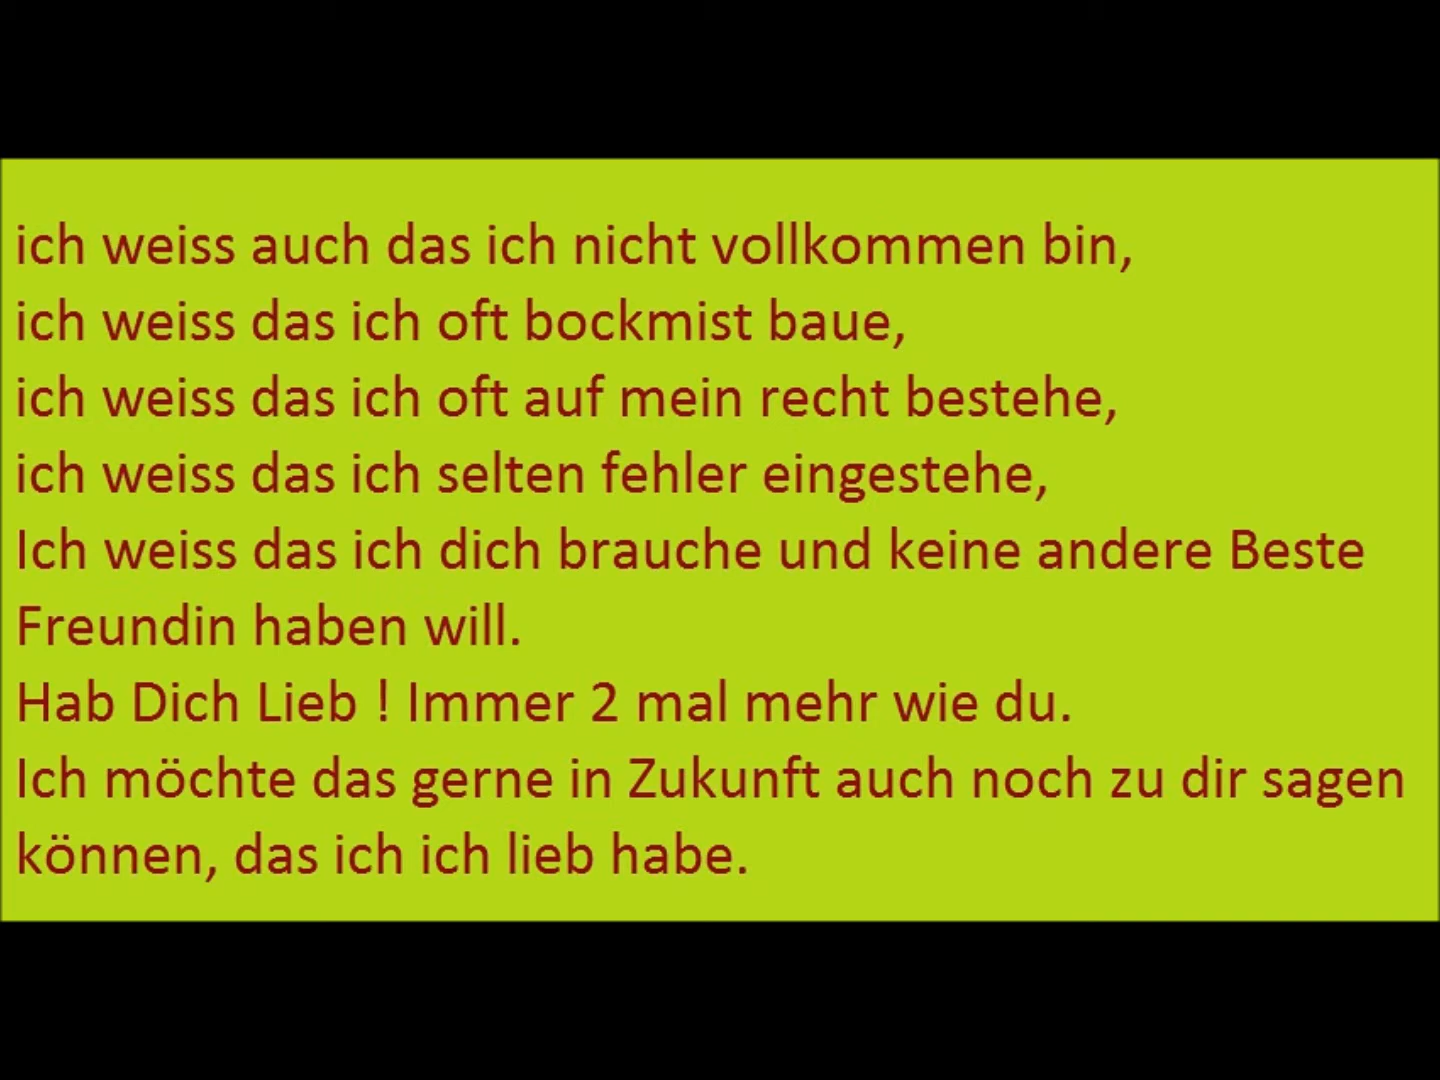 ich weiss auch das ich nicht vollkommen bin,
ich weiss das ich oft bockmist baue,
ich weiss das ich oft auf mein recht bestehe,
ich weiss das ich selten fehler eingestehe,
Ich weiss das ich dich brauche und keine andere Beste
Freundin haben will.
Hab Dich Lieb ! Immer 2 mal mehr wie du.
Ich möchte das gerne in Zukunft auch noch zu dir sagen
können, das ich ich lieb habe.